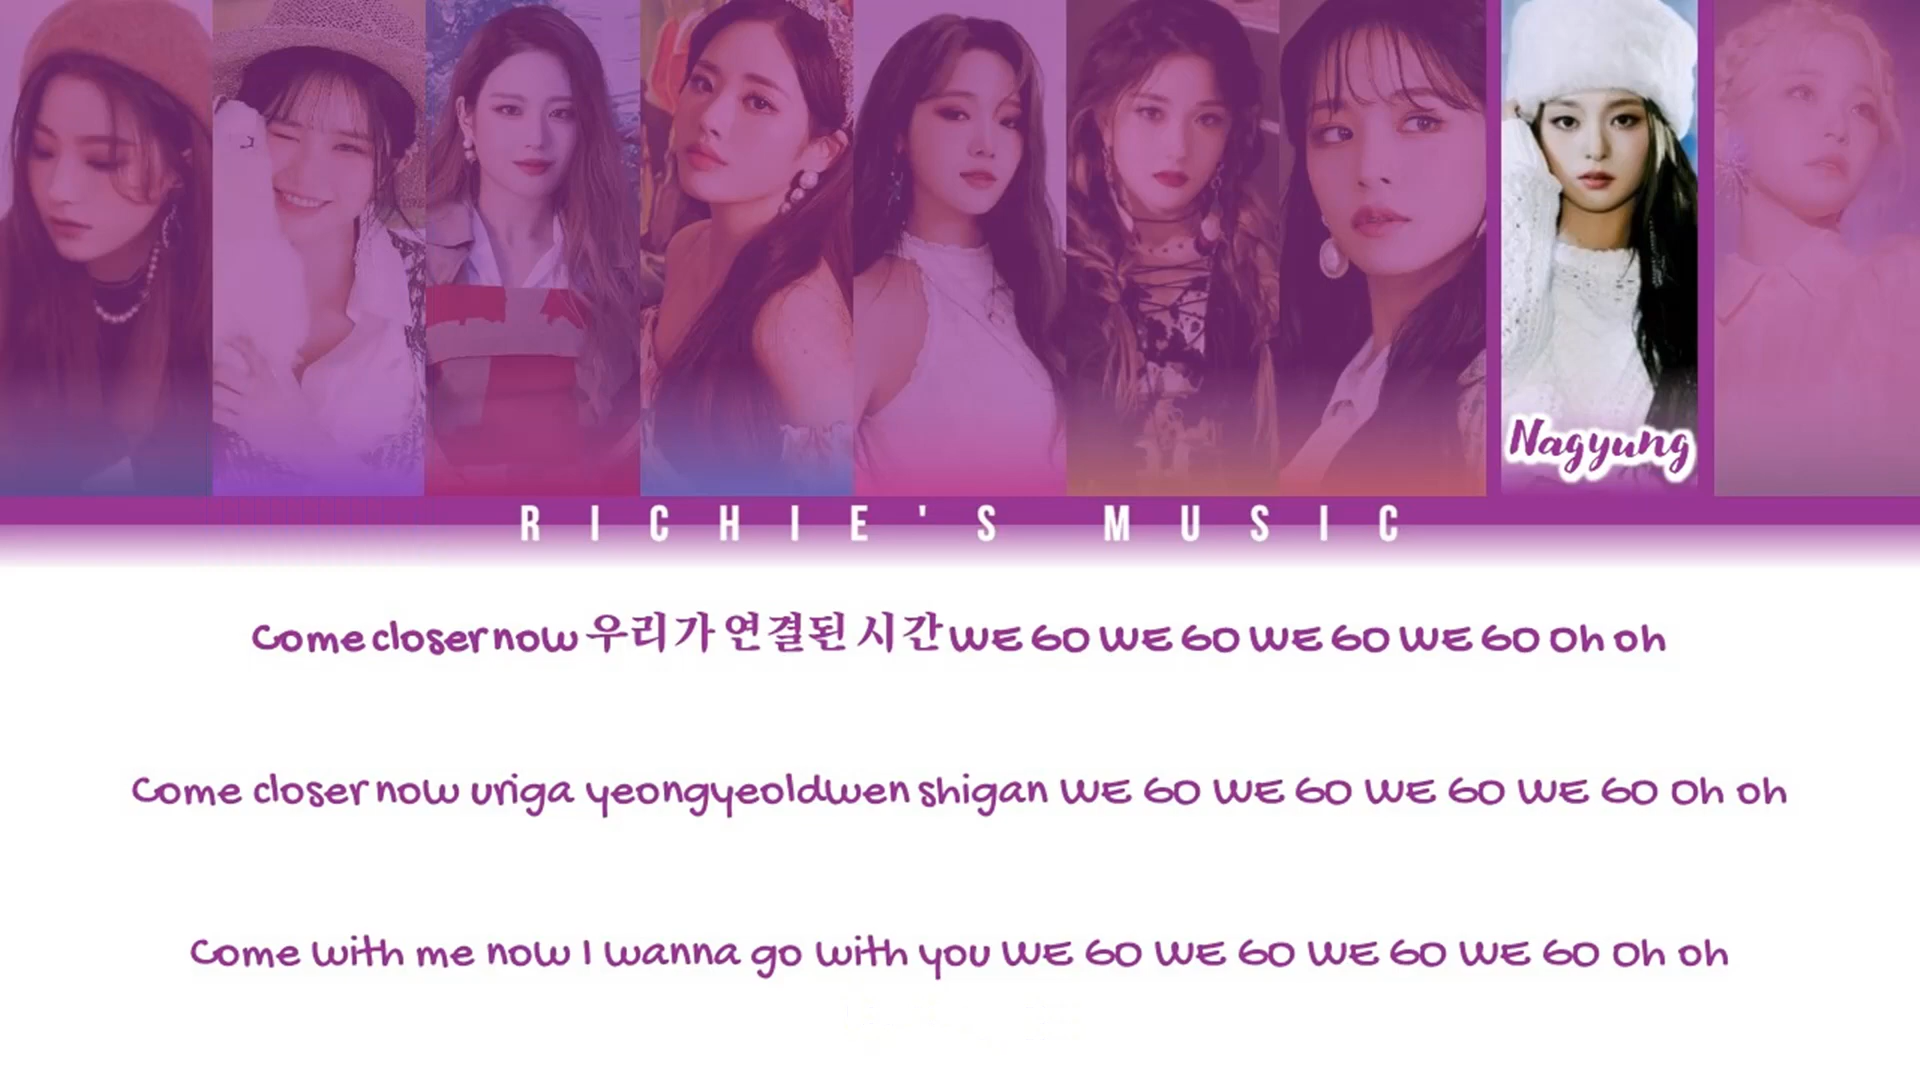 Nagyung
RICHIE'S MUSIC
Come closer now 우리가 연결된 시간 WE GO WE GO WE GO WE GO Oh oh
Come closer now uriga yeongyeoldwen shigan WE GO WE GO WE GO WE GO Oh oh
Come with me now I wanna go with you WE GO WE GO WE GO WE GO Oh oh